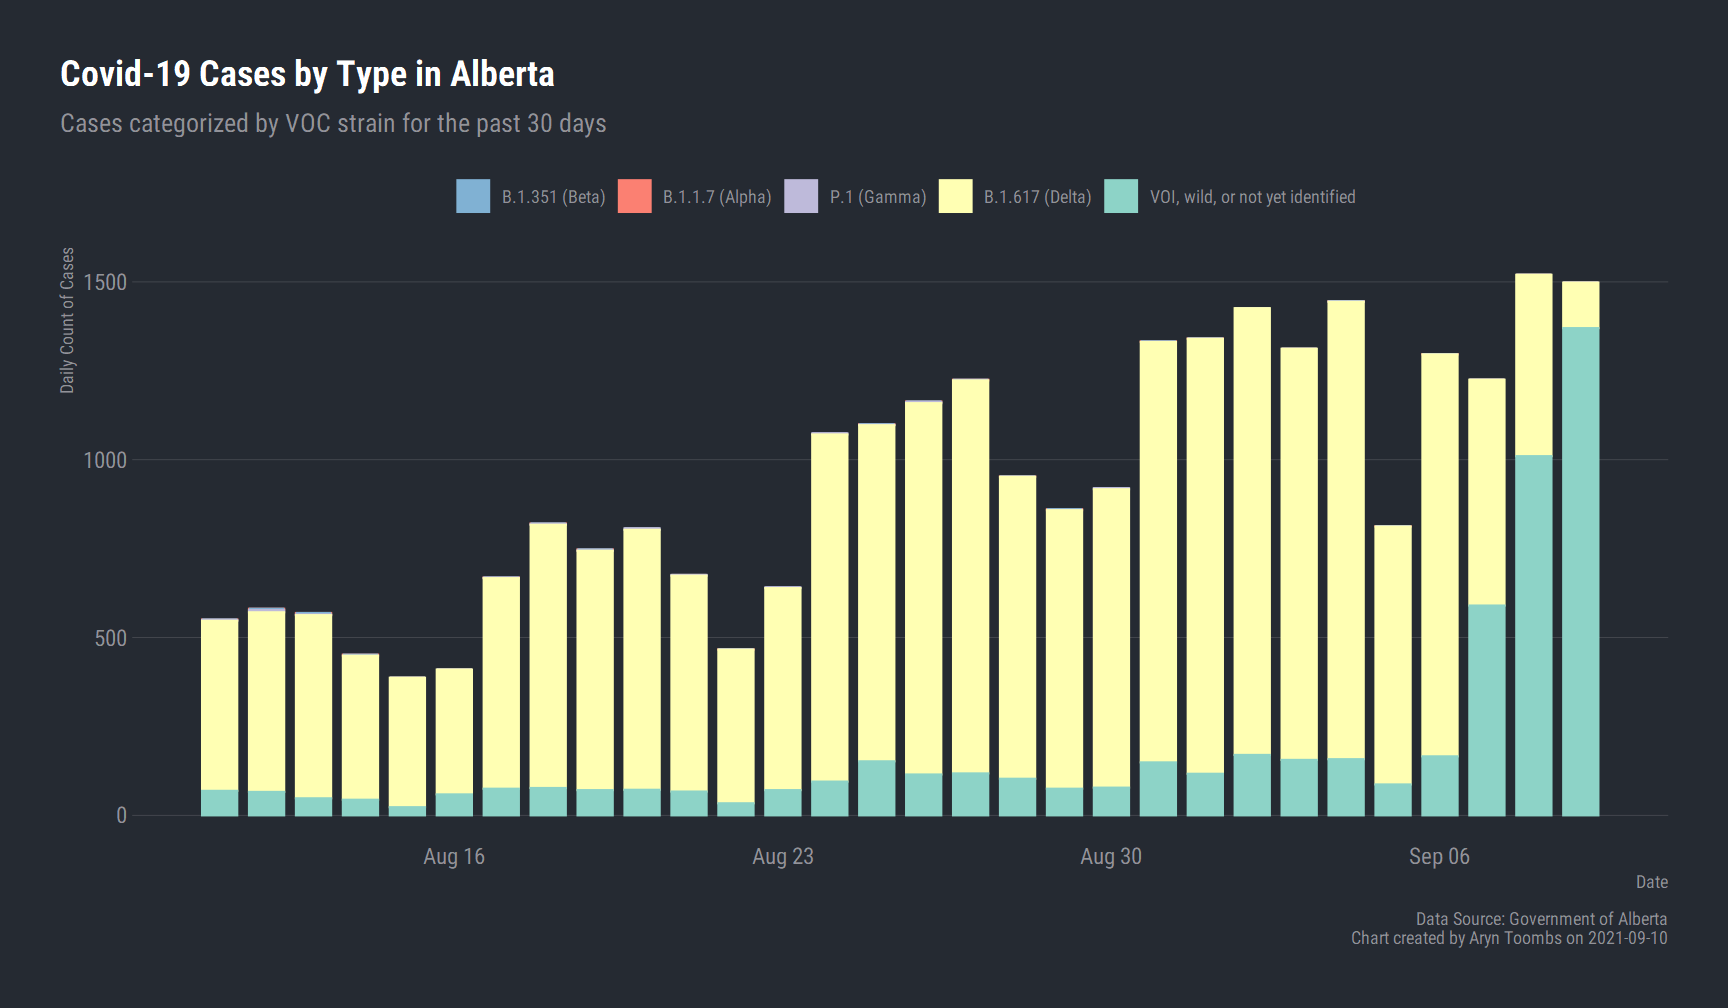 Covid-19 Cases by Type in Alberta
Cases categorized by VOC strain for the past 30 days
B.1.351 (Beta) B.1.1.7 (Alpha) P.1 (Gamma) B.1.617 (Delta) VOI, wild, or not yet identified
Daily Count of Cases
1500
1000
500
0
Aug 16 Aug 23 Aug 30 Sep 06
Date
Data Source: Government of Alberta
Chart created by Aryn Toombs on 2021-09-10